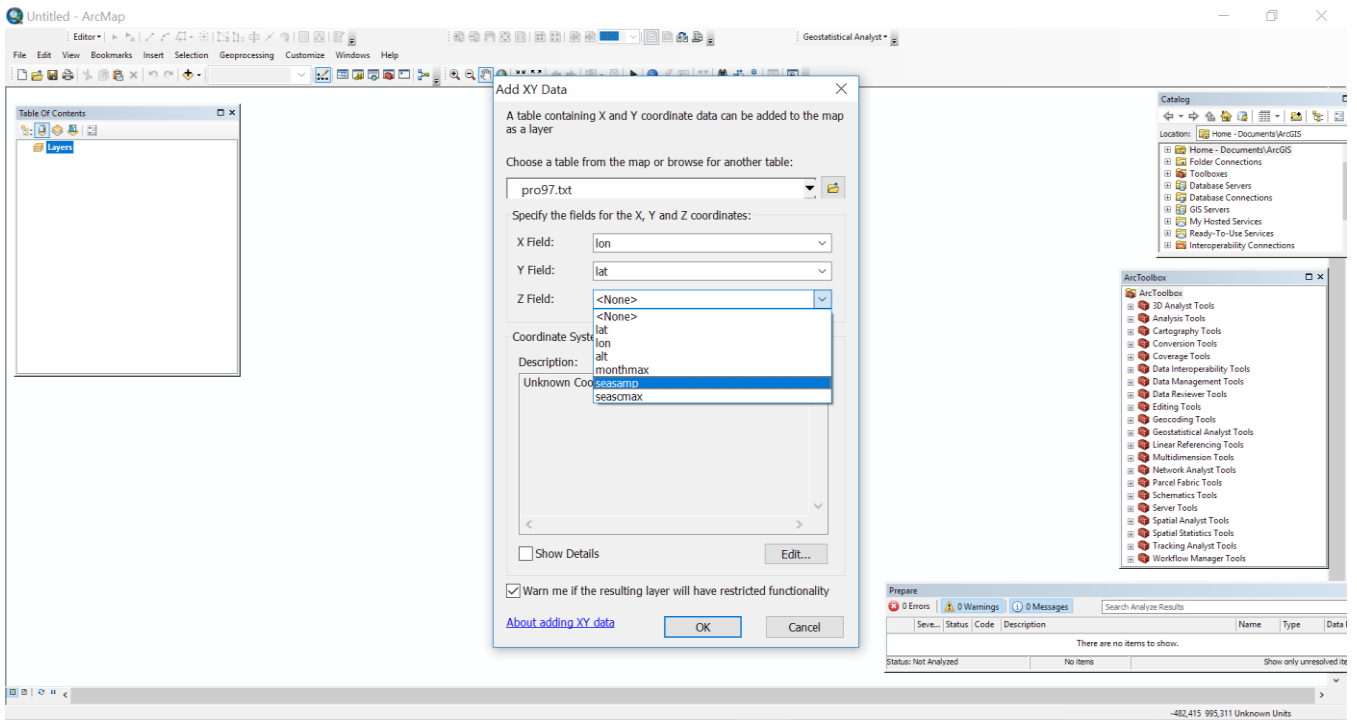 Untitled - ArcMap
Editor
Geostatistical Analyst
File Edit View Bookmarks Insert Selection Geoprocessing Customize Windows Help
Table Of Contents
Layers
Add XY Data
A table containing X and Y coordinate data can be added to the map
as a layer
Choose a table from the map or browse for another table:
pro97.txt
Specify the fields for the X, Y and Z coordinates:
X Field: lon
Y Field: lat
Z Field: <None>
<None>
lat
lon
alt
monthmax
seasamp
seascmax
Coordinate Syste
Description:
Unknown Coo
Show Details
Edit...
Warn me if the resulting layer will have restricted functionality
About adding XY data
OK
Cancel
Catalog
Location: Home - Documents\ArcGIS
Home - Documents\ArcGIS
Folder Connections
Toolboxes
Database Servers
Database Connections
GIS Servers
My Hosted Services
Ready-To-Use Services
Interoperability Connections
ArcToolbox
ArcToolbox
3D Analyst Tools
Analysis Tools
Cartography Tools
Conversion Tools
Coverage Tools
Data Interoperability Tools
Data Management Tools
Data Reviewer Tools
Editing Tools
Geocoding Tools
Geostatistical Analyst Tools
Linear Referencing Tools
Multidimension Tools
Network Analyst Tools
Parcel Fabric Tools
Schematics Tools
Server Tools
Spatial Analyst Tools
Spatial Statistics Tools
Tracking Analyst Tools
Workflow Manager Tools
Prepare
0 Errors 0 Warnings 0 Messages Search Analyze Results
Seve... Status Code Description Name Type Data
There are no items to show.
Status: Not Analyzed No items Show only unresolved ite
-482,415 995,311 Unknown Units